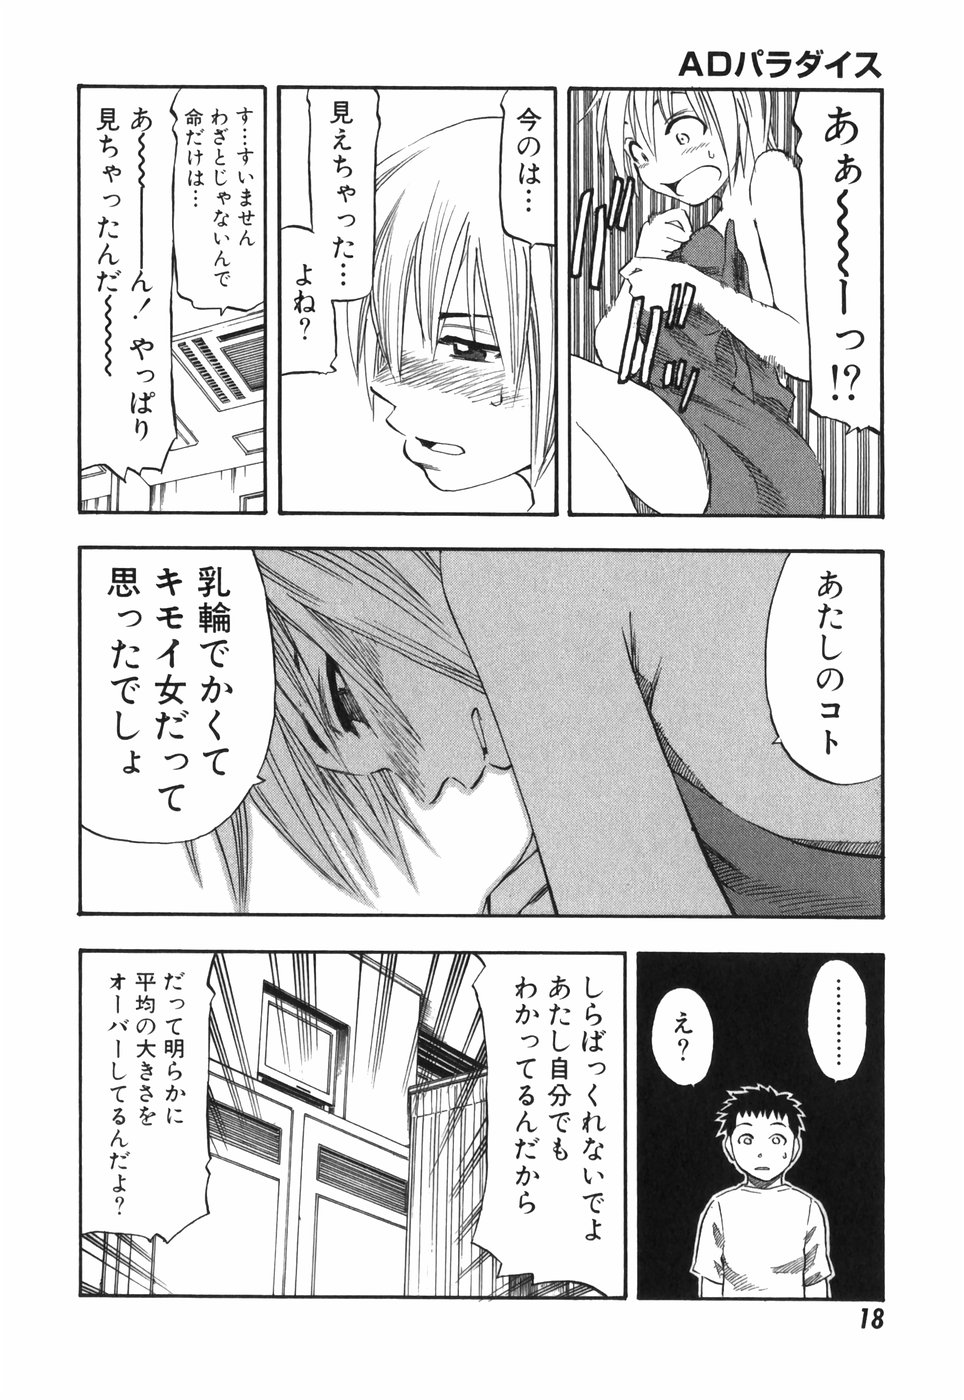 ADパラダイス
あぁ〜〜〜ーっ!?
今のは…
見えちゃった…
よね?
す…すいません
わざとじゃないんで
命だけは…
あ〜〜〜ーーん!やっぱり
見ちゃったんだ〜〜〜〜
あたしのコト
乳輪でかくて
キモイ女だって
思ったでしょ
…………
え?
しらばっくれないでよ
あたし自分でも
わかってるんだから
だって明らかに
平均の大きさを
オーバーしてるんだよ?
18